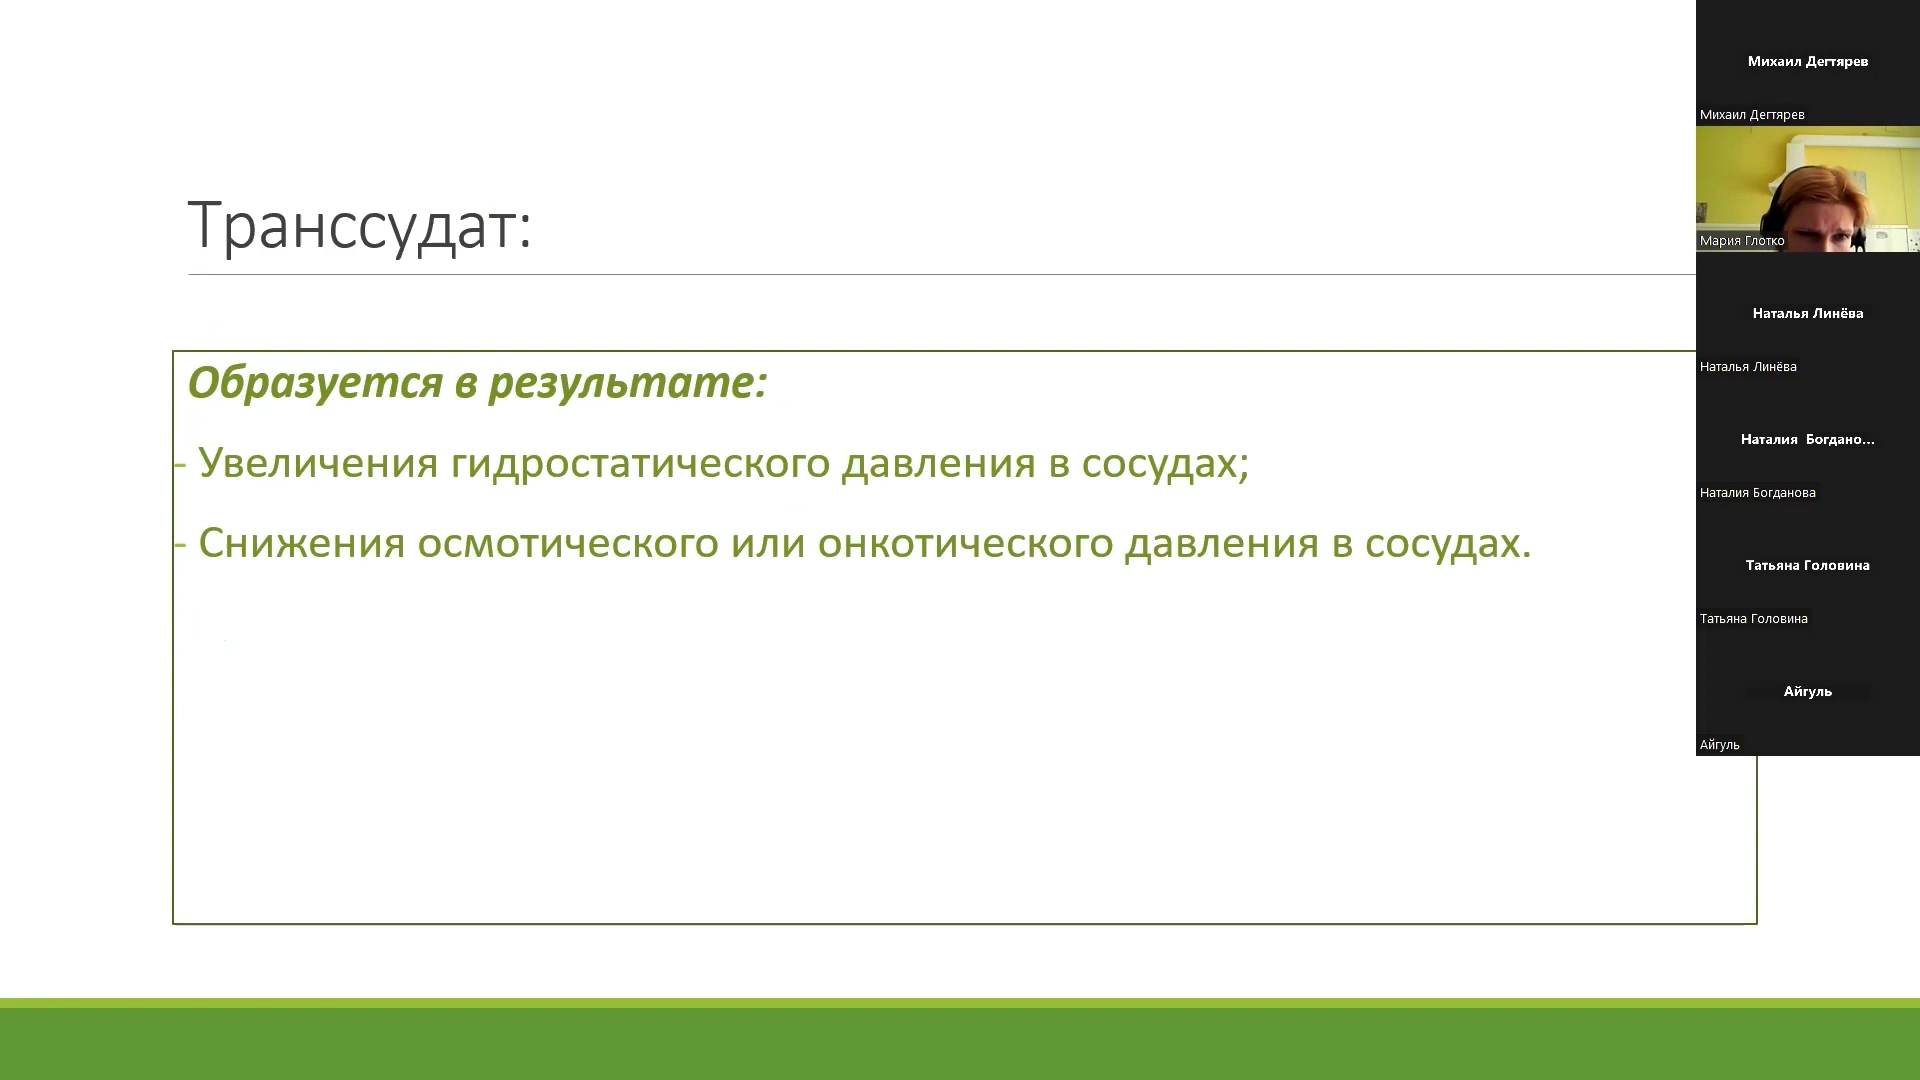 Транссудат:
Образуется в результате:
- Увеличения гидростатического давления в сосудах;
- Снижения осмотического или онкотического давления в сосудах.
Михаил Дегтярев
Михаил Дегтярев
Мария Глотко
Наталья Линёва
Наталья Линёва
Наталия Богдано...
Наталия Богданова
Татьяна Головина
Татьяна Головина
Айгуль
Айгуль